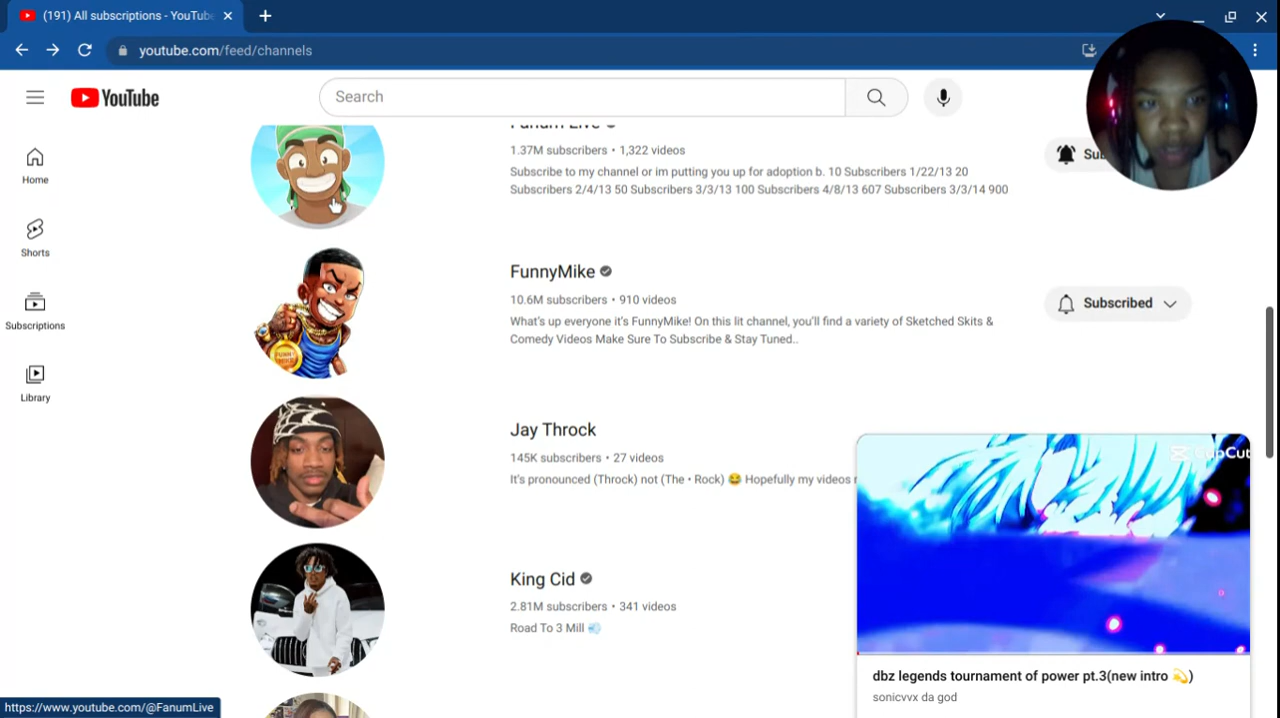 (191) All subscriptions - YouTube
youtube.com/feed/channels
YouTube
Search
Fanum Live
1.37M subscribers • 1,322 videos
Subscribe to my channel or im putting you up for adoption b. 10 Subscribers 1/22/13 20
Subscribers 2/4/13 50 Subscribers 3/3/13 100 Subscribers 4/8/13 607 Subscribers 3/3/14 900
Home
Shorts
Subscriptions
Library
FunnyMike
10.6M subscribers • 910 videos
What's up everyone it's FunnyMike! On this lit channel, you'll find a variety of Sketched Skits &
Comedy Videos Make Sure To Subscribe & Stay Tuned..
Subscribed
FUNNY
MIKE
Jay Throck
145K subscribers • 27 videos
It's pronounced (Throck) not (The • Rock) 😂 Hopefully my videos
King Cid
2.81M subscribers • 341 videos
Road To 3 Mill 💨
CapCut
dbz legends tournament of power pt.3(new intro 💫)
sonicvvx da god
https://www.youtube.com/@FanumLive